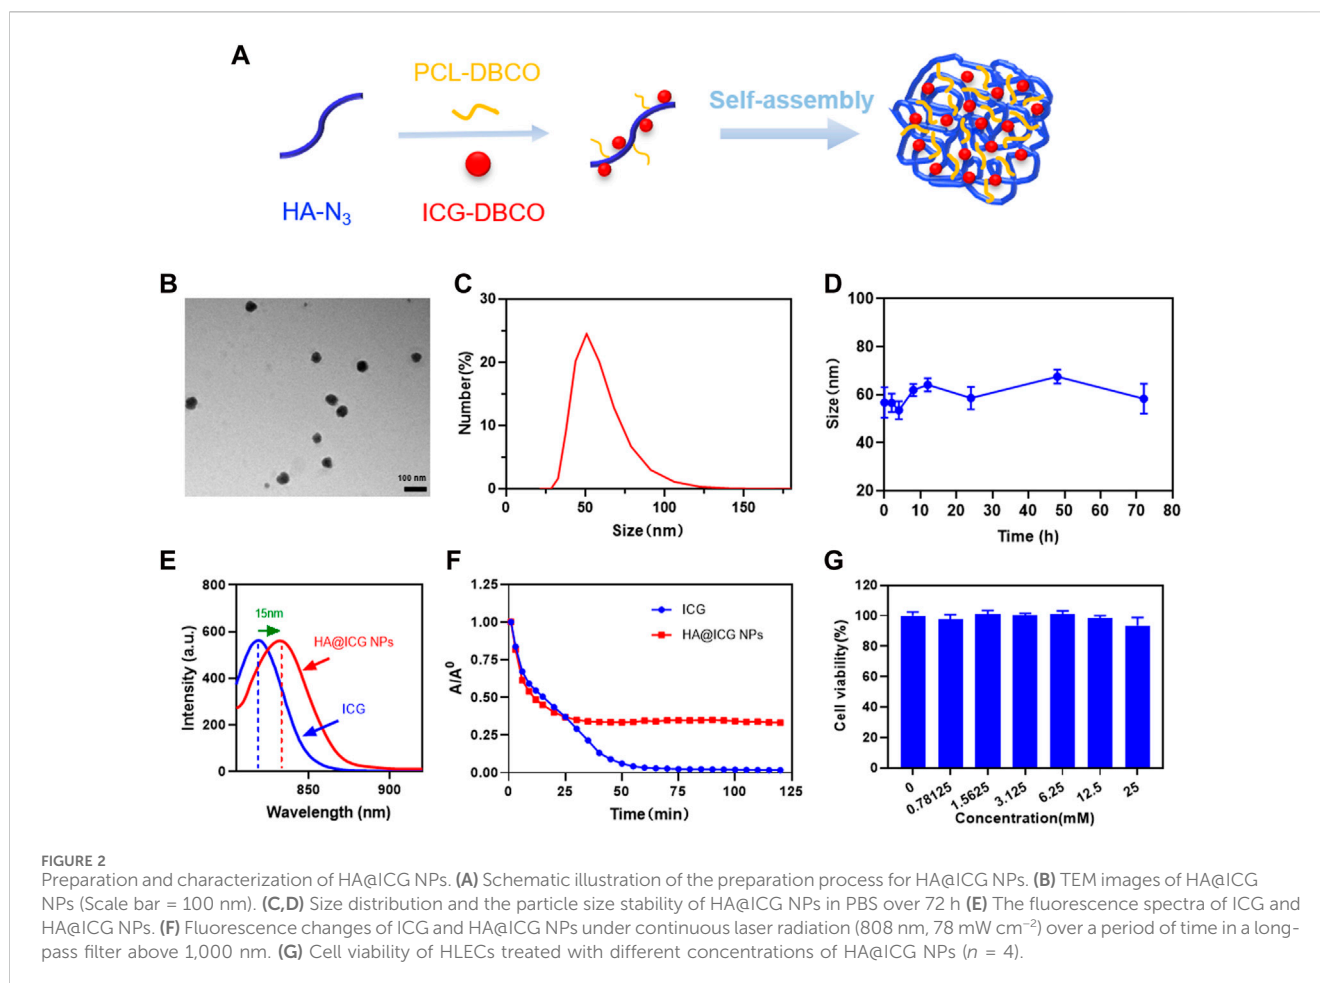 A
PCL-DBCO
Self-assembly
HA-N₃
ICG-DBCO
B
100 nm
C
30
20
10
0
Number(%)
0 50 100 150
Size(nm)
D
100
80
60
40
20
Size(nm)
0 10 20 30 40 50 60 70 80
Time (h)
E
800
600
400
200
0
Intensity (a.u.)
15nm
HA@ICG NPs
ICG
850 900
Wavelength (nm)
F
1.25
1.00
0.75
0.50
0.25
0.00
A/A⁰
ICG
HA@ICG NPs
0 25 50 75 100 125
Time(min)
G
120
100
80
60
40
20
0
Cell viability(%)
0 0.78125 1.5625 3.125 6.25 12.5 25
Concentration(mM)
FIGURE 2
Preparation and characterization of HA@ICG NPs. (A) Schematic illustration of the preparation process for HA@ICG NPs. (B) TEM images of HA@ICG
NPs (Scale bar = 100 nm). (C,D) Size distribution and the particle size stability of HA@ICG NPs in PBS over 72 h (E) The fluorescence spectra of ICG and
HA@ICG NPs. (F) Fluorescence changes of ICG and HA@ICG NPs under continuous laser radiation (808 nm, 78 mW cm⁻²) over a period of time in a long-
pass filter above 1,000 nm. (G) Cell viability of HLECs treated with different concentrations of HA@ICG NPs (n = 4).